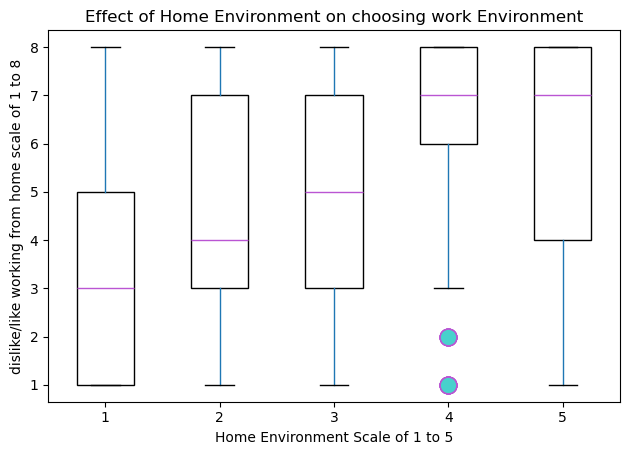 Effect of Home Environment on choosing work Environment
dislike/like working from home scale of 1 to 8
8
7
6
5
4
3
2
1
1 2 3 4 5
Home Environment Scale of 1 to 5